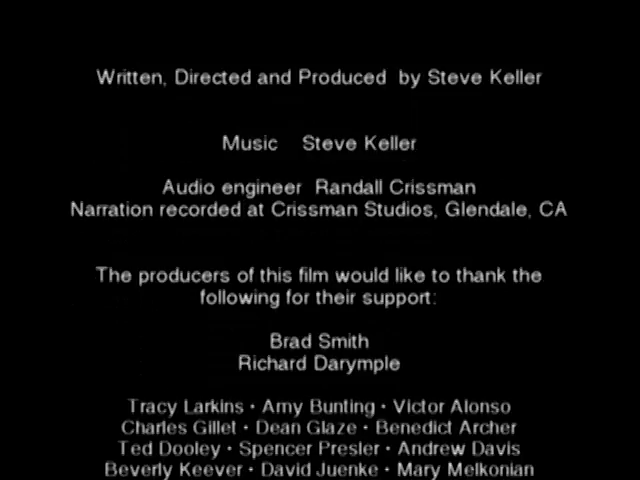 Written, Directed and Produced by Steve Keller
Music Steve Keller
Audio engineer Randall Crissman
Narration recorded at Crissman Studios, Glendale, CA
The producers of this film would like to thank the
following for their support:
Brad Smith
Richard Darymple
Tracy Larkins • Amy Bunting • Victor Alonso
Charles Gillet • Dean Glaze • Benedict Archer
Ted Dooley • Spencer Presler • Andrew Davis
Beverly Keever • David Juenke • Mary Melkonian